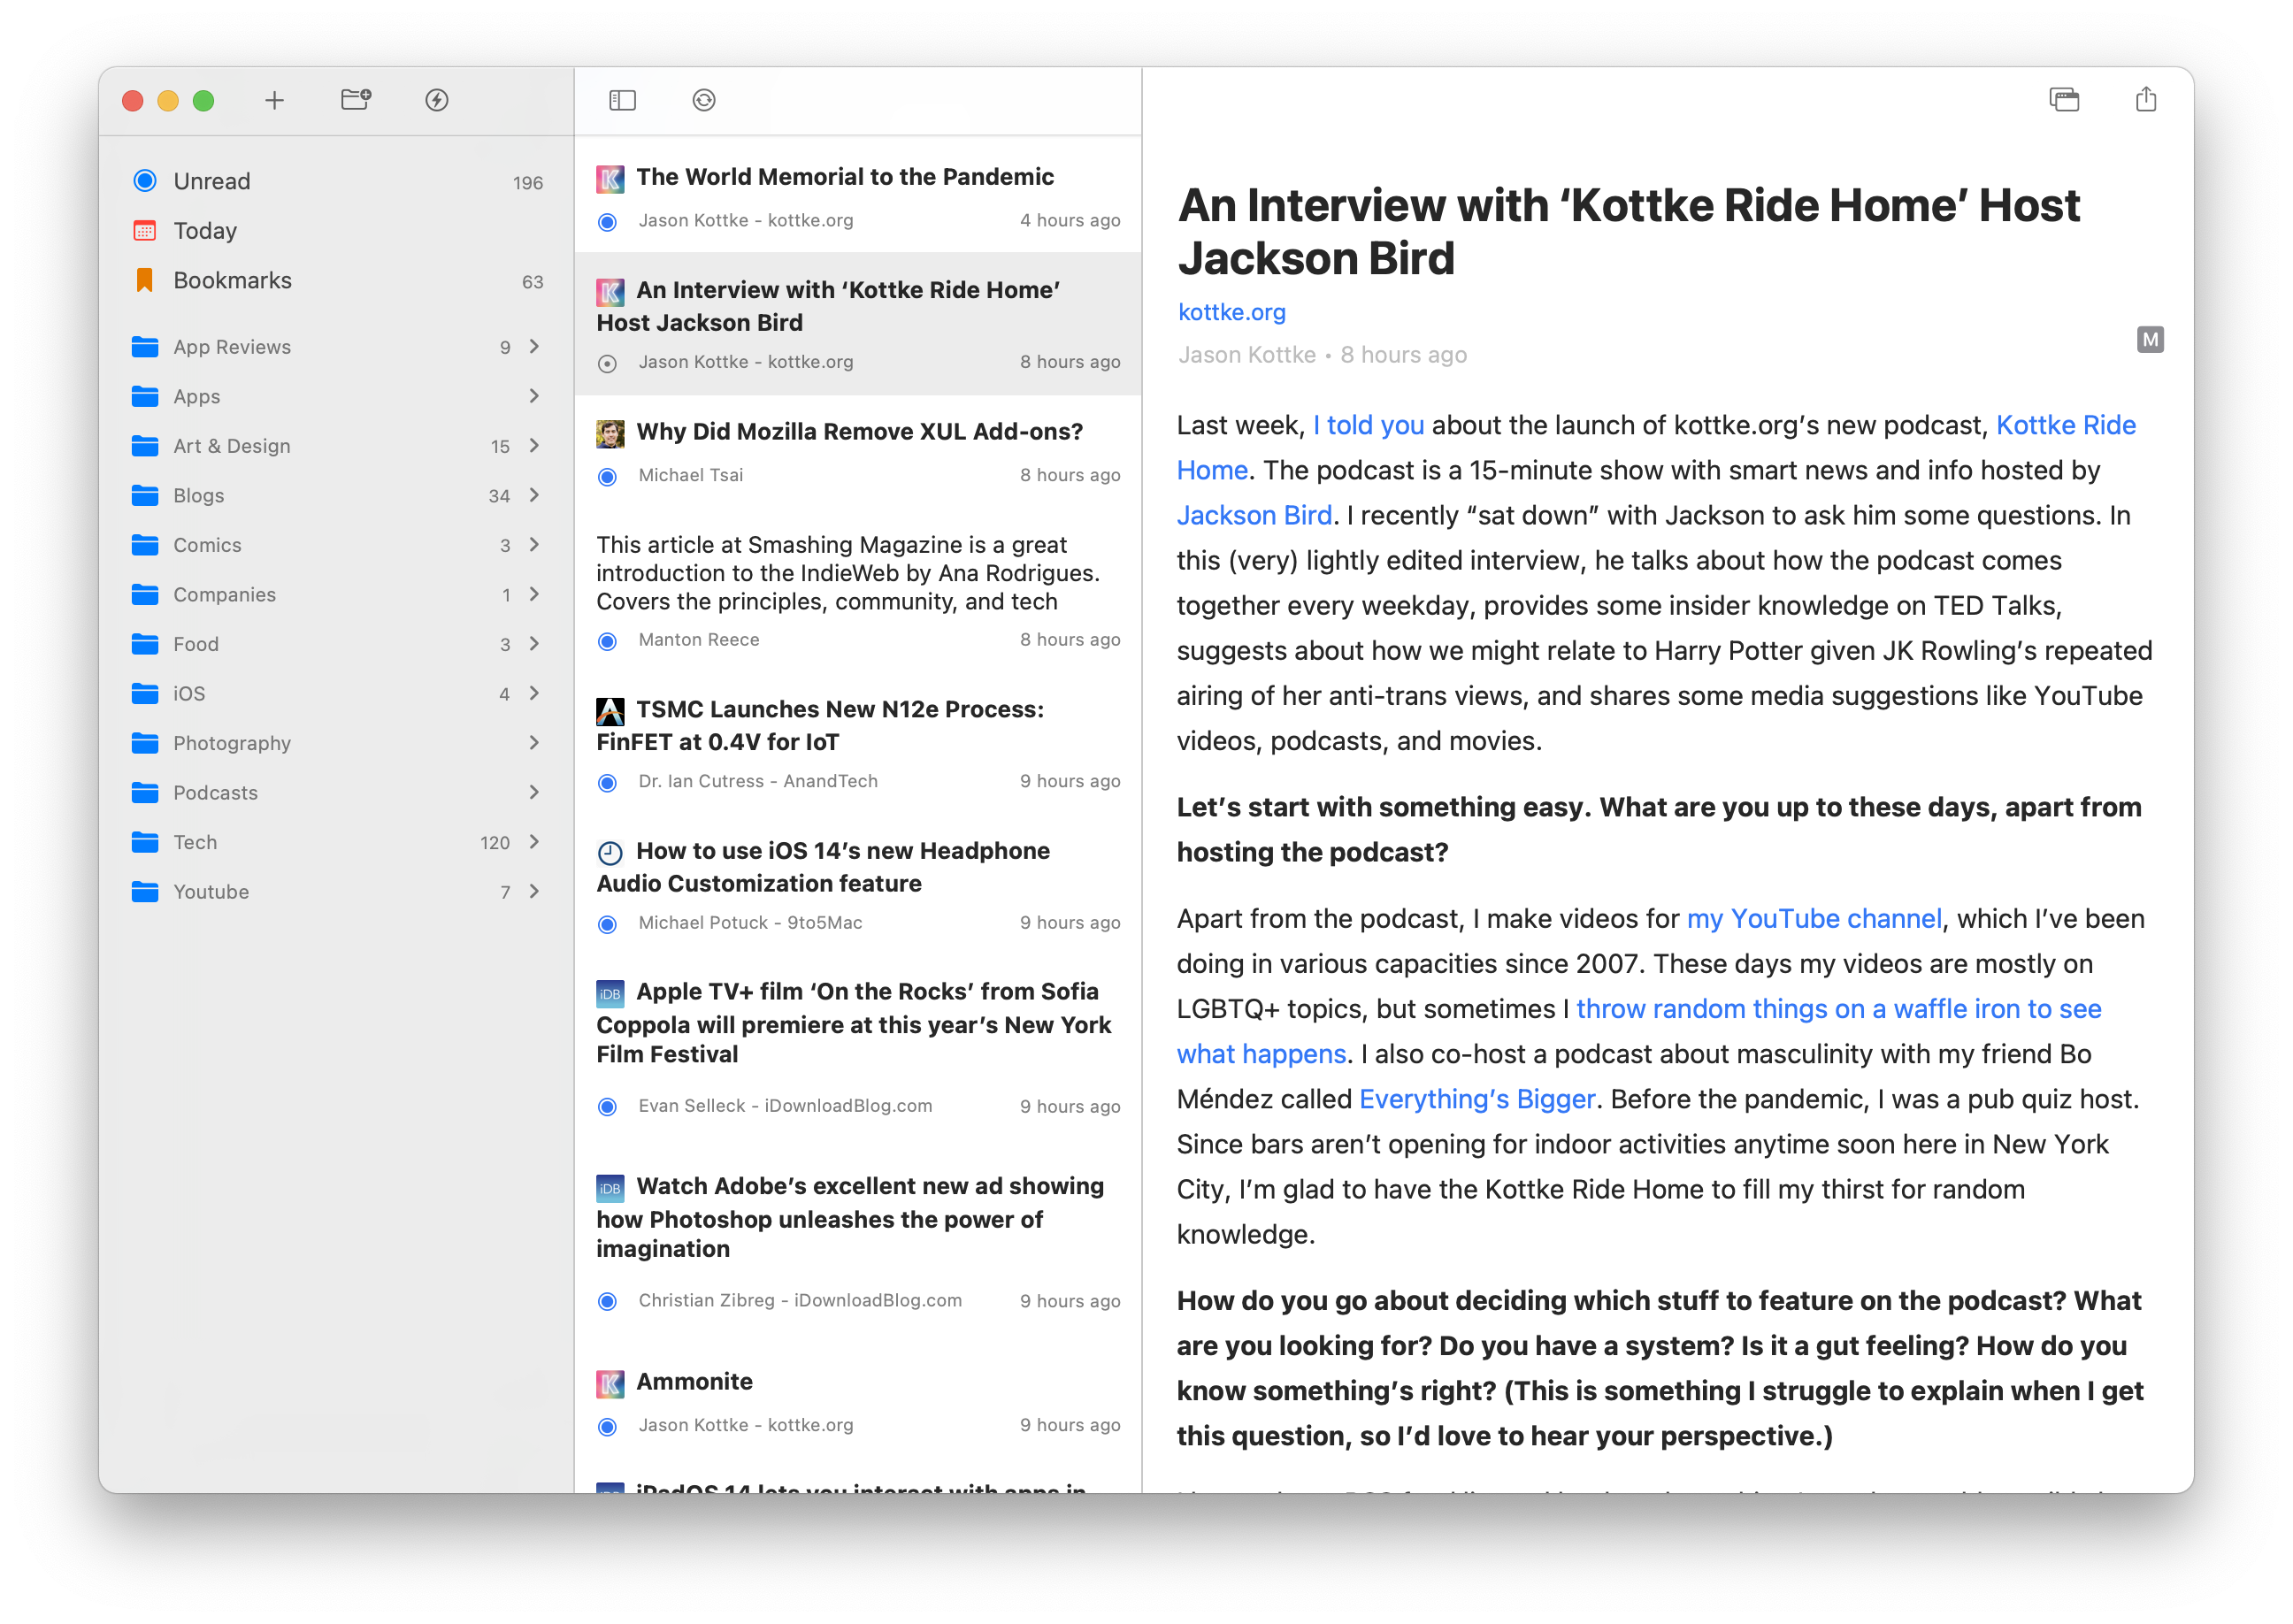 Unread 196
Today
Bookmarks 63
App Reviews 9
Apps
Art & Design 15
Blogs 34
Comics 3
Companies 1
Food 3
iOS 4
Photography
Podcasts
Tech 120
Youtube 7
The World Memorial to the Pandemic
Jason Kottke - kottke.org 4 hours ago
An Interview with ‘Kottke Ride Home’
Host Jackson Bird
Jason Kottke - kottke.org 8 hours ago
Why Did Mozilla Remove XUL Add-ons?
Michael Tsai 8 hours ago
This article at Smashing Magazine is a great
introduction to the IndieWeb by Ana Rodrigues.
Covers the principles, community, and tech
Manton Reece 8 hours ago
TSMC Launches New N12e Process:
FinFET at 0.4V for IoT
Dr. Ian Cutress - AnandTech 9 hours ago
How to use iOS 14’s new Headphone
Audio Customization feature
Michael Potuck - 9to5Mac 9 hours ago
iDB Apple TV+ film ‘On the Rocks’ from Sofia
Coppola will premiere at this year’s New York
Film Festival
Evan Selleck - iDownloadBlog.com 9 hours ago
iDB Watch Adobe’s excellent new ad showing
how Photoshop unleashes the power of
imagination
Christian Zibreg - iDownloadBlog.com 9 hours ago
Ammonite
Jason Kottke - kottke.org 9 hours ago
iPadOS 14 lets you interact with apps in
An Interview with ‘Kottke Ride Home’ Host
Jackson Bird
kottke.org
M
Jason Kottke • 8 hours ago
Last week, I told you about the launch of kottke.org’s new podcast, Kottke Ride
Home. The podcast is a 15-minute show with smart news and info hosted by
Jackson Bird. I recently “sat down” with Jackson to ask him some questions. In
this (very) lightly edited interview, he talks about how the podcast comes
together every weekday, provides some insider knowledge on TED Talks,
suggests about how we might relate to Harry Potter given JK Rowling’s repeated
airing of her anti-trans views, and shares some media suggestions like YouTube
videos, podcasts, and movies.
Let’s start with something easy. What are you up to these days, apart from
hosting the podcast?
Apart from the podcast, I make videos for my YouTube channel, which I’ve been
doing in various capacities since 2007. These days my videos are mostly on
LGBTQ+ topics, but sometimes I throw random things on a waffle iron to see
what happens. I also co-host a podcast about masculinity with my friend Bo
Méndez called Everything’s Bigger. Before the pandemic, I was a pub quiz host.
Since bars aren’t opening for indoor activities anytime soon here in New York
City, I’m glad to have the Kottke Ride Home to fill my thirst for random
knowledge.
How do you go about deciding which stuff to feature on the podcast? What
are you looking for? Do you have a system? Is it a gut feeling? How do you
know something’s right? (This is something I struggle to explain when I get
this question, so I’d love to hear your perspective.)